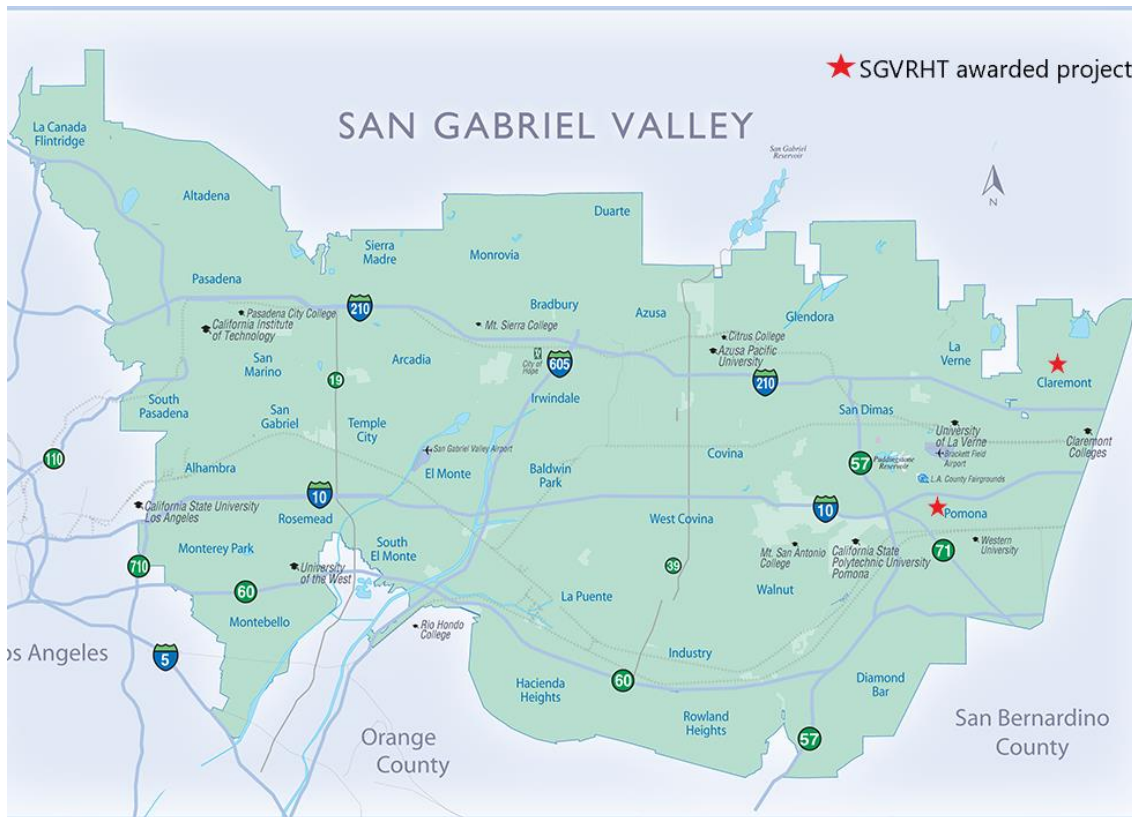 SGVRHT awarded project
SAN GABRIEL VALLEY
San Gabriel
Reservoir
N
La Canada
Flintridge
Altadena
Duarte
Sierra
Madre
Monrovia
Pasadena
Bradbury
Azusa
Glendora
210
Pasadena City College
California Institute
of Technology
Mt. Sierra College
Citrus College
Azusa Pacific
University
La
Verne
San
Marino
Arcadia
City of
Hope
605
Irwindale
210
Claremont
19
South
Pasadena
San
Gabriel
Temple
City
San Dimas
University
of La Verne
Brackett Field
Airport
Claremont
Colleges
110
Alhambra
San Gabriel Valley Airport
El Monte
Baldwin
Park
Covina
57
Puddingstone
Reservoir
L.A. County Fairgrounds
California State University
Los Angeles
10
Rosemead
West Covina
10
Pomona
Monterey Park
South
El Monte
Mt. San Antonio
College
California State
Polytechnic University
Pomona
71
Western
University
710
University
of the West
39
60
La Puente
Walnut
Montebello
Rio Hondo
College
os Angeles
5
Industry
60
Hacienda
Heights
Diamond
Bar
Rowland
Heights
57
Orange
County
San Bernardino
County